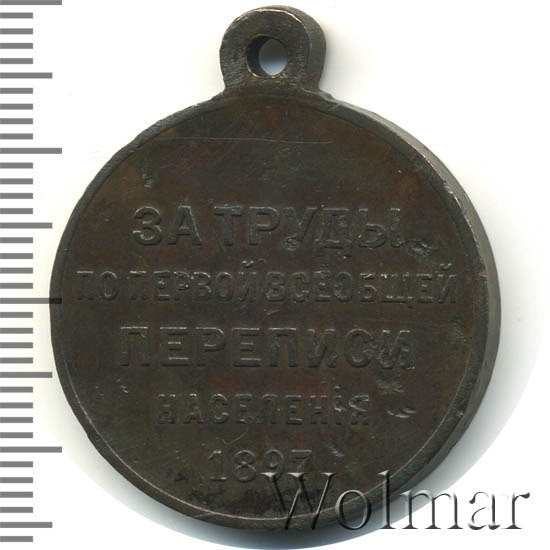 ЗА ТРУДЫ
ПО ПЕРВОЙ ВСЕОБЩЕЙ
ПЕРЕПИСИ
НАСЕЛЕНІЯ
1897
Wolmar